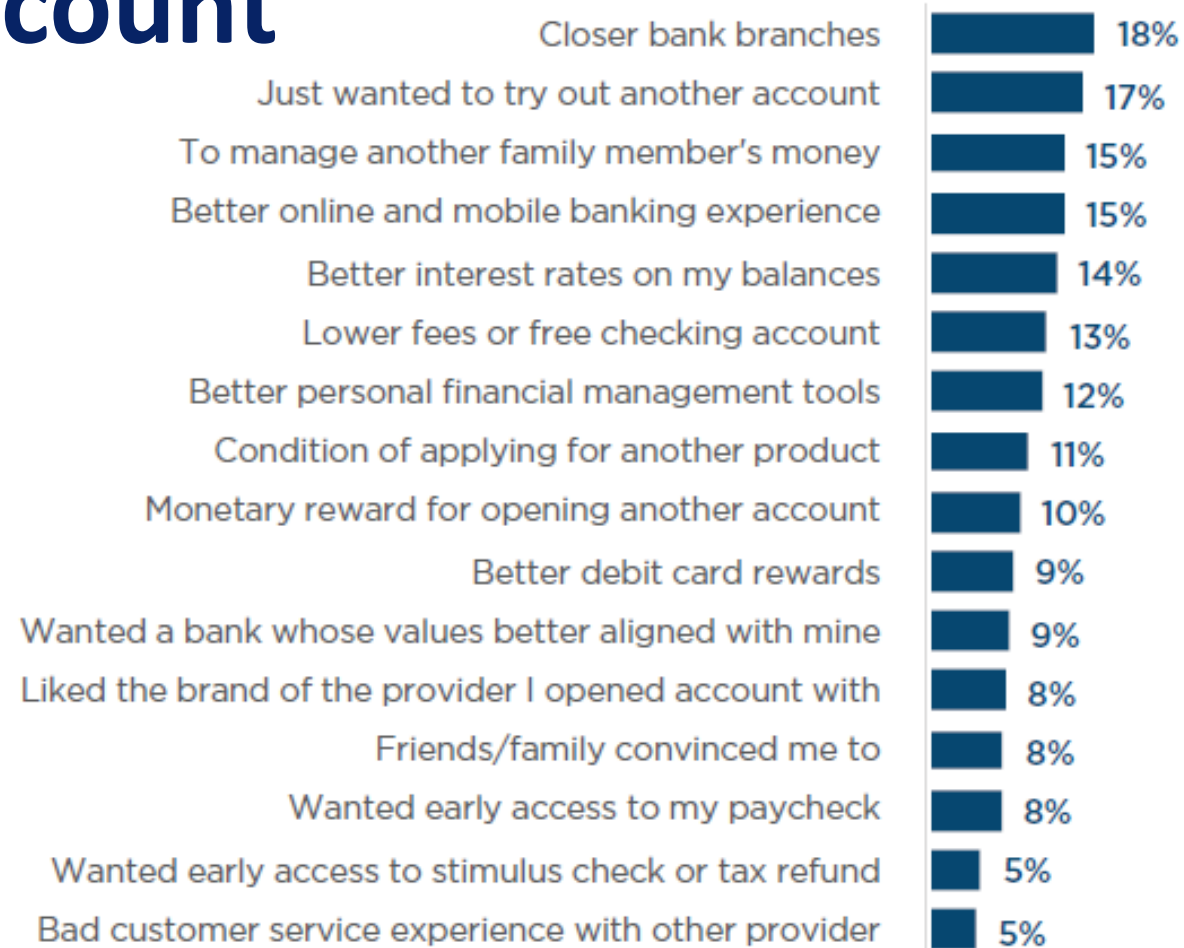 count
Closer bank branches 18%
Just wanted to try out another account 17%
To manage another family member's money 15%
Better online and mobile banking experience 15%
Better interest rates on my balances 14%
Lower fees or free checking account 13%
Better personal financial management tools 12%
Condition of applying for another product 11%
Monetary reward for opening another account 10%
Better debit card rewards 9%
Wanted a bank whose values better aligned with mine 9%
Liked the brand of the provider I opened account with 8%
Friends/family convinced me to 8%
Wanted early access to my paycheck 8%
Wanted early access to stimulus check or tax refund 5%
Bad customer service experience with other provider 5%